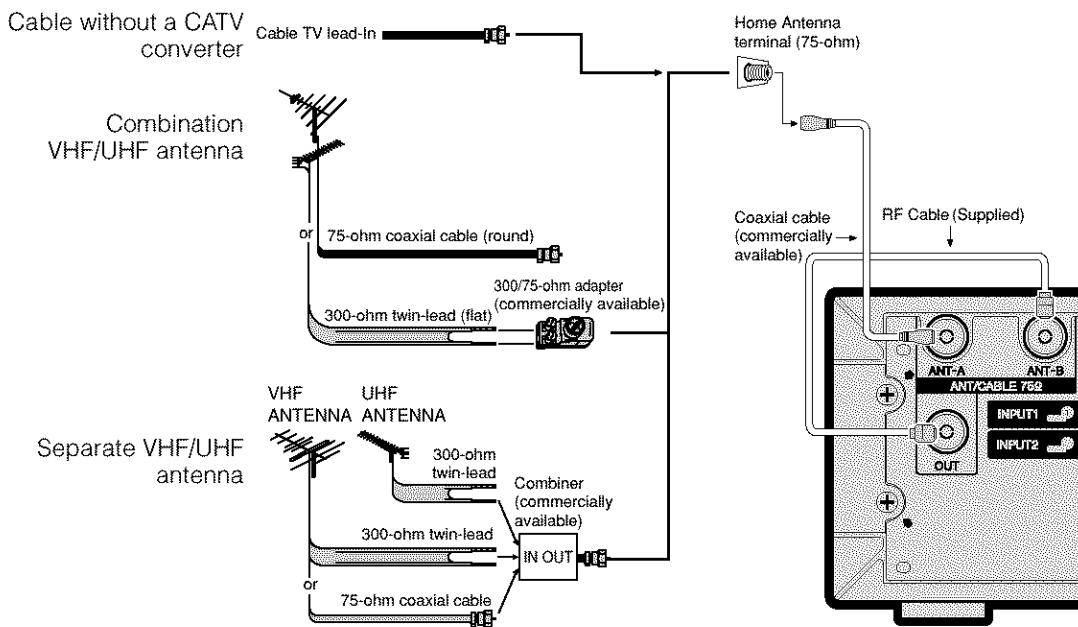 Cable without a CATV
converter
Cable TV lead-In
Home Antenna
terminal (75-ohm)
Combination
VHF/UHF antenna
or
75-ohm coaxial cable (round)
300/75-ohm adapter
(commercially available)
300-ohm twin-lead (flat)
Coaxial cable
(commercially
available)
RF Cable (Supplied)
ANT-A
ANT-B
ANT/CABLE 75Ω
INPUT1
INPUT2
OUT
Separate VHF/UHF
antenna
VHF
ANTENNA
UHF
ANTENNA
300-ohm
twin-lead
Combiner
(commercially
available)
300-ohm twin-lead
IN OUT
or
75-ohm coaxial cable